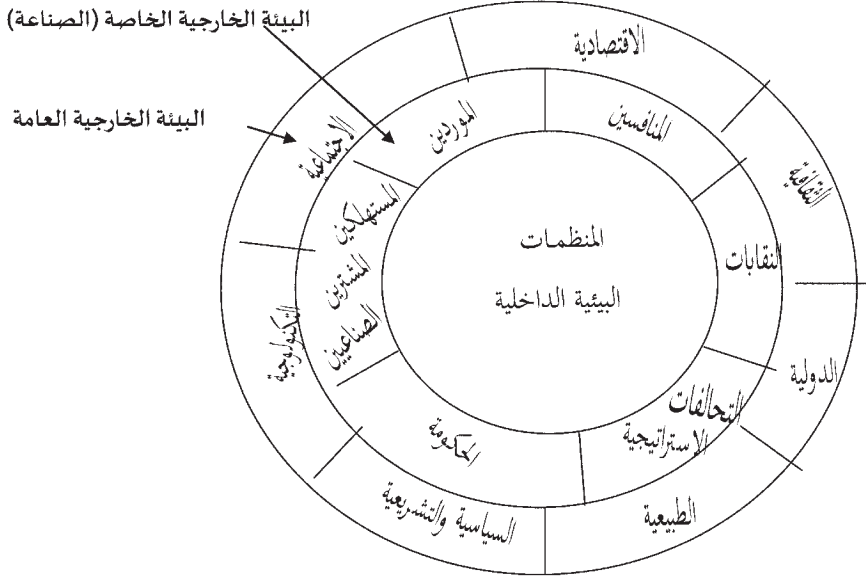 البيئة الخارجية الخاصة (الصناعة)
البيئة الخارجية العامة
الاقتصادية
الثقافية
الدولية
الطبيعية
السياسية والتشريعية
التكنولوجية
الاجتماعية
المنافسين
النقابات
التحالفات
الاستراتيجية
الحكومة
المستهلكين
المشترين
الصناعيين
الموردين
المنظمات
البيئية الداخلية